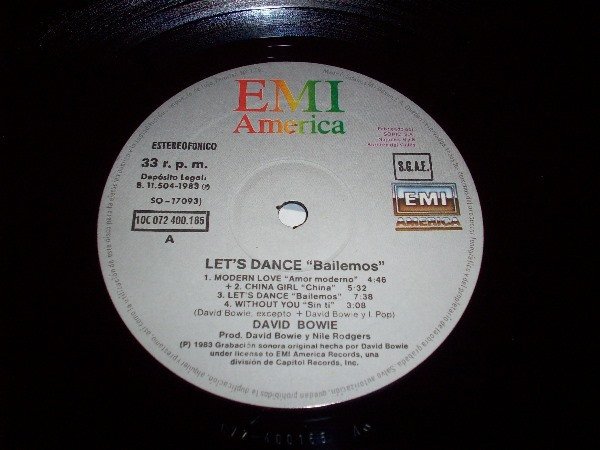 EMI
America
ESTEREOFONICO
33 r. p. m.
Depósito Legal:
B. 11.504-1983 (P)
SO-17093)
10C 072 400.165
A
S.G.A.E.
EMI
AMERICA
LET'S DANCE "Bailemos"
1. MODERN LOVE "Amor moderno" 4:46
+ 2. CHINA GIRL "China" 5:32
3. LET'S DANCE "Bailemos" 7:38
4. WITHOUT YOU "Sin ti" 3:08
(David Bowie, excepto + David Bowie y I. Pop)
DAVID BOWIE
Prod. David Bowie y Nile Rodgers
(P) 1983 Grabación sonora original hecha por David Bowie
under license to EMI America Records, una
división de Capitol Records, Inc.